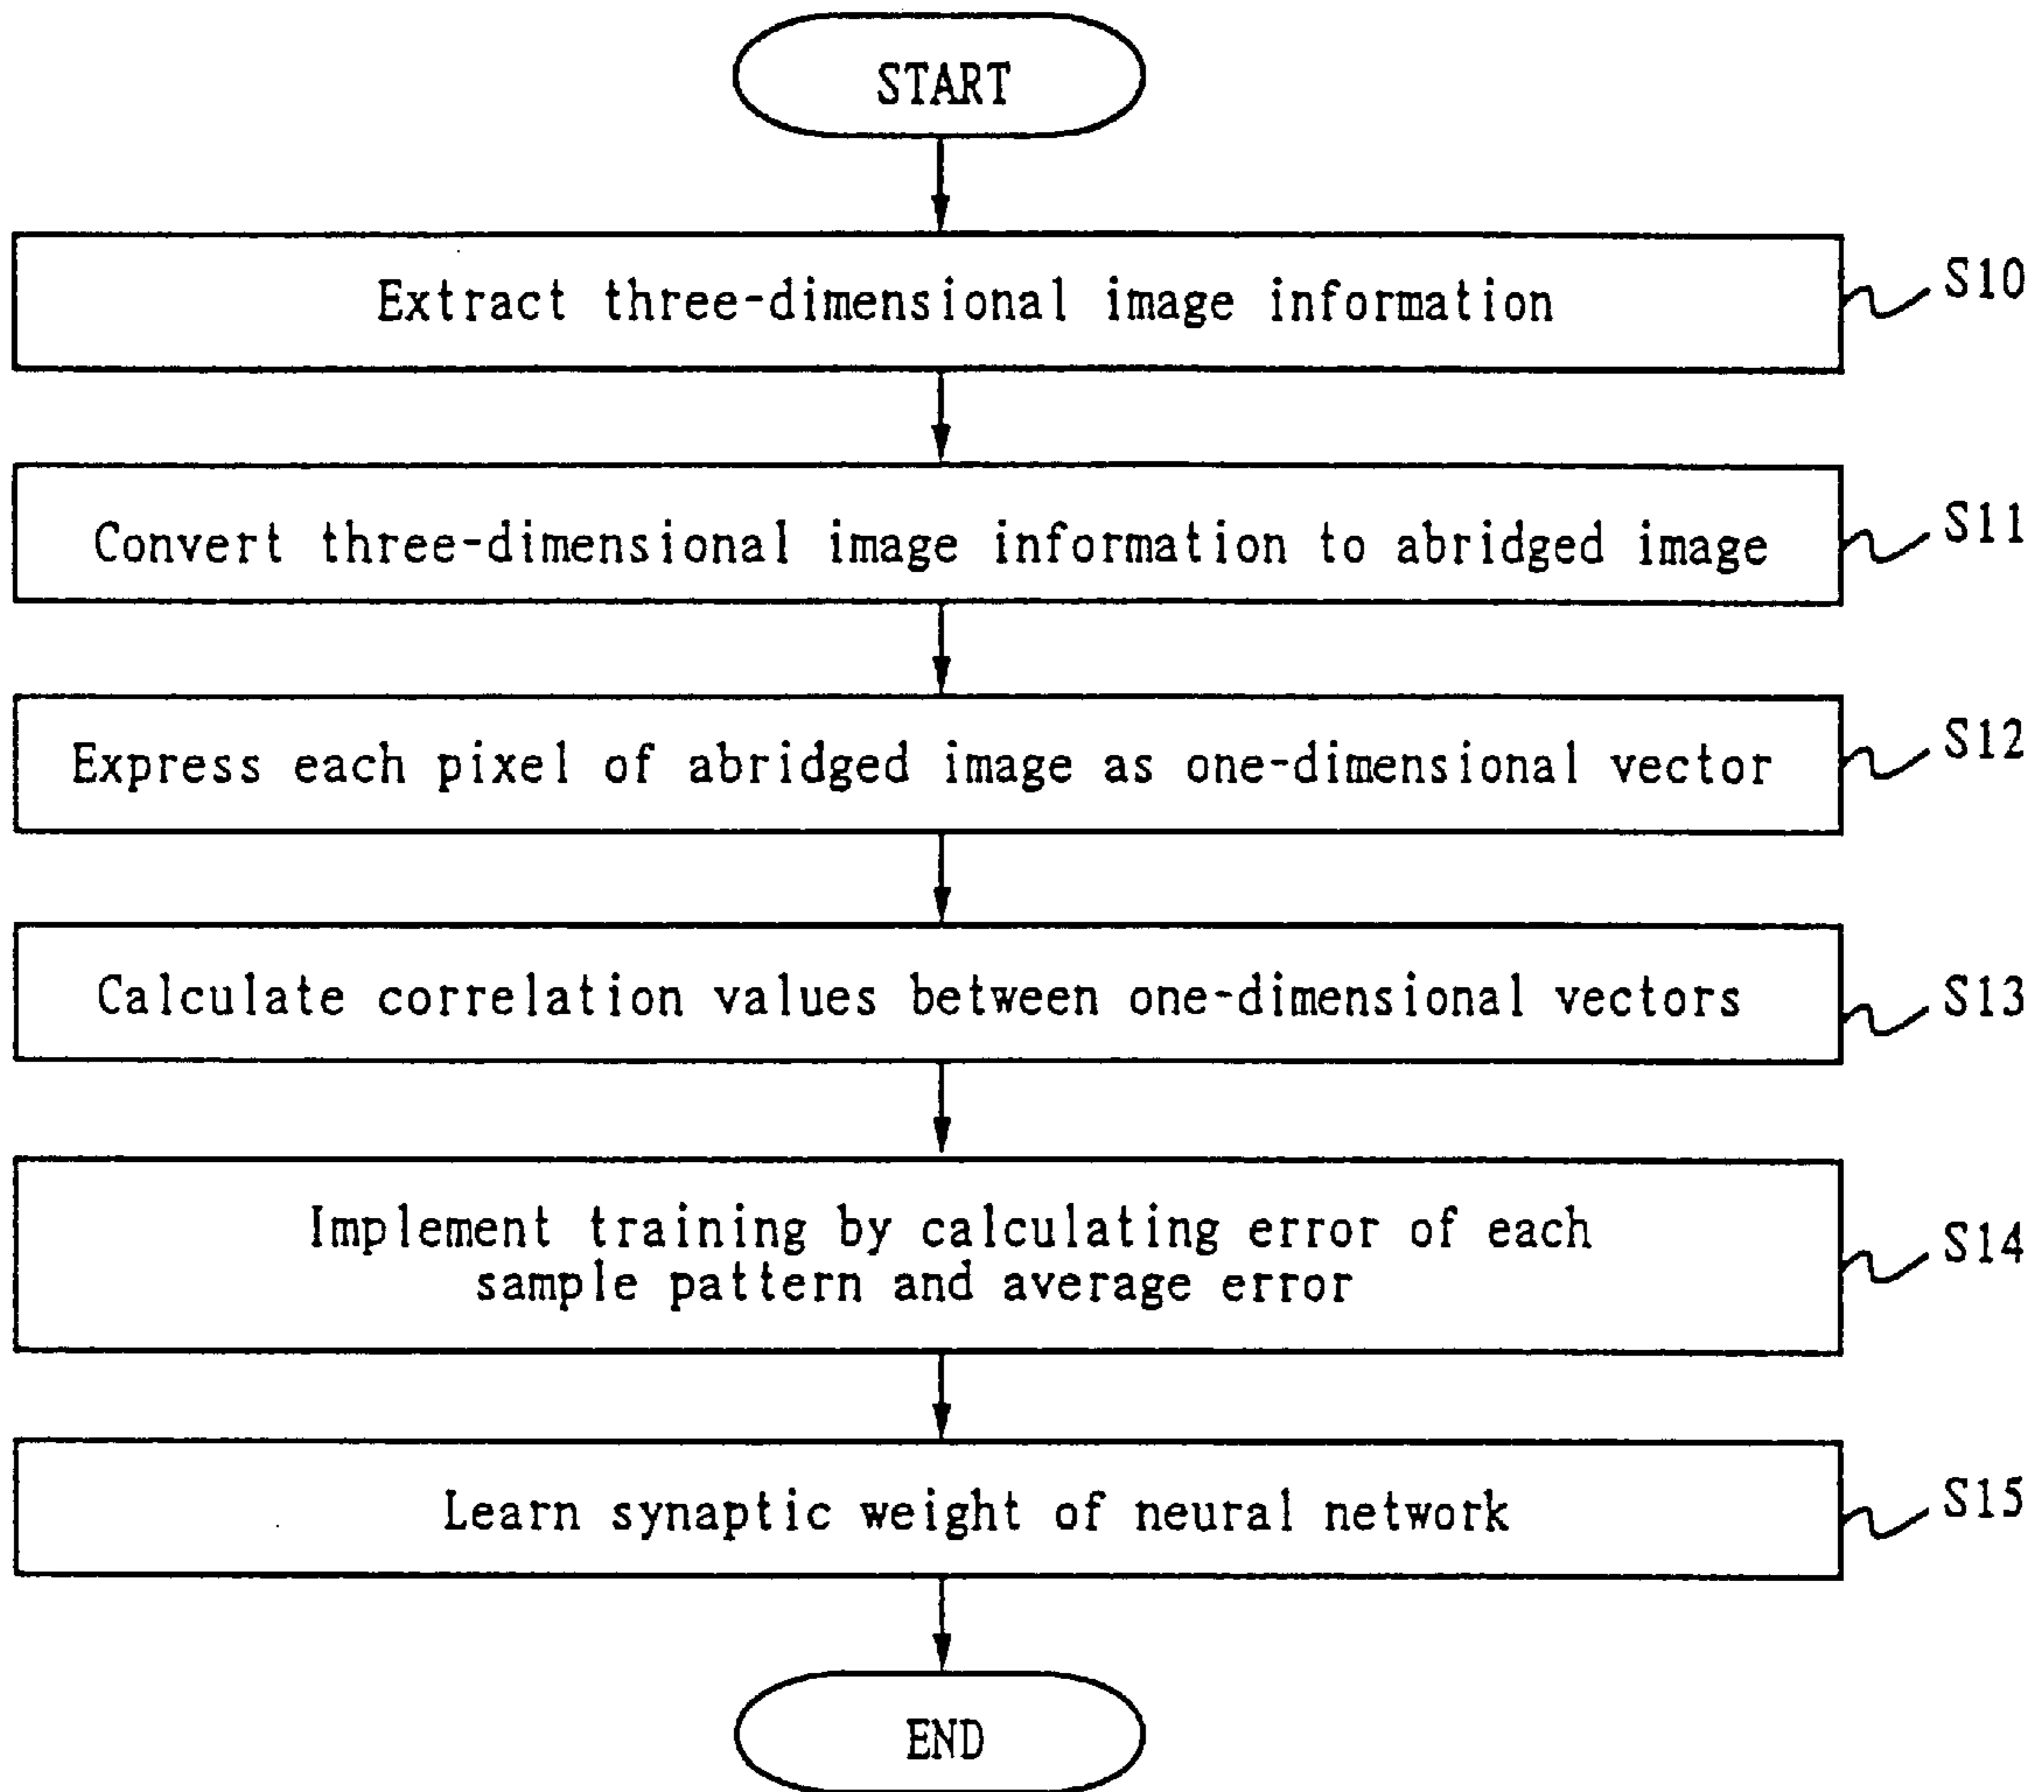 START
Extract three-dimensional image information
S10
Convert three-dimensional image information to abridged image
S11
Express each pixel of abridged image as one-dimensional vector
S12
Calculate correlation values between one-dimensional vectors
S13
Implement training by calculating error of each
sample pattern and average error
S14
Learn synaptic weight of neural network
S15
END